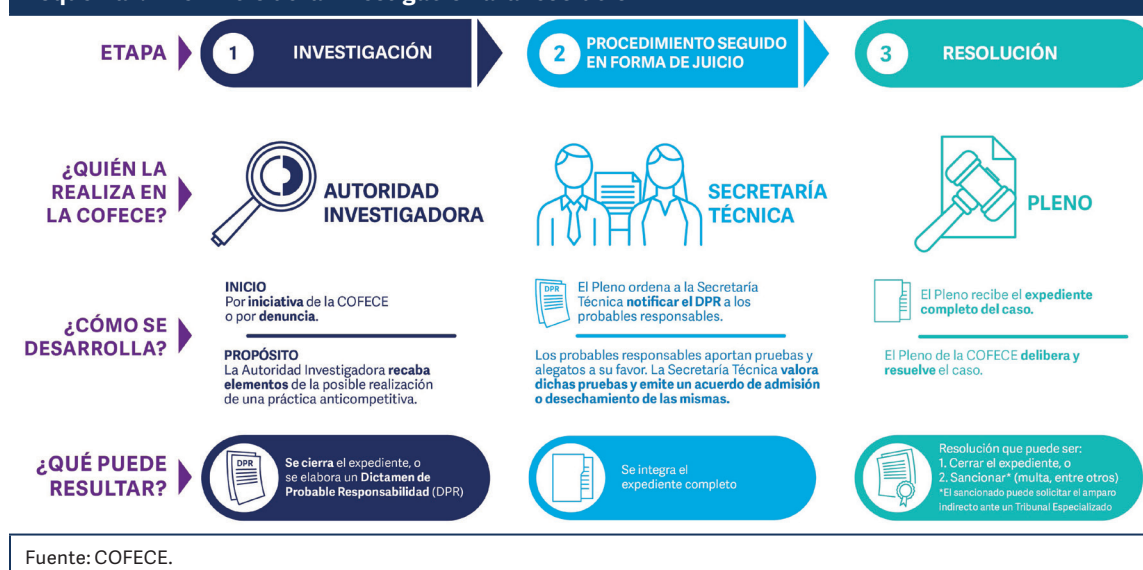 ETAPA
1
INVESTIGACIÓN
2
PROCEDIMIENTO SEGUIDO
EN FORMA DE JUICIO
3
RESOLUCIÓN
¿QUIÉN LA
REALIZA EN
LA COFECE?
AUTORIDAD
INVESTIGADORA
SECRETARÍA
TÉCNICA
PLENO
¿CÓMO SE
DESARROLLA?
INICIO
Por iniciativa de la COFECE
o por denuncia.
PROPÓSITO
La Autoridad Investigadora recaba
elementos de la posible realización
de una práctica anticompetitiva.
DPR
El Pleno ordena a la Secretaría
Técnica notificar el DPR a los
probables responsables.
Los probables responsables aportan pruebas y
alegatos a su favor. La Secretaría Técnica valora
dichas pruebas y emite un acuerdo de admisión
o desechamiento de las mismas.
El Pleno recibe el expediente
completo del caso.
El Pleno de la COFECE delibera y
resuelve el caso.
¿QUÉ PUEDE
RESULTAR?
DPR
Se cierra el expediente, o
se elabora un Dictamen de
Probable Responsabilidad (DPR)
Se integra el
expediente completo
Resolución que puede ser:
1. Cerrar el expediente, o
2. Sancionar* (multa, entre otros)
*El sancionado puede solicitar el amparo
indirecto ante un Tribunal Especializado
Fuente: COFECE.